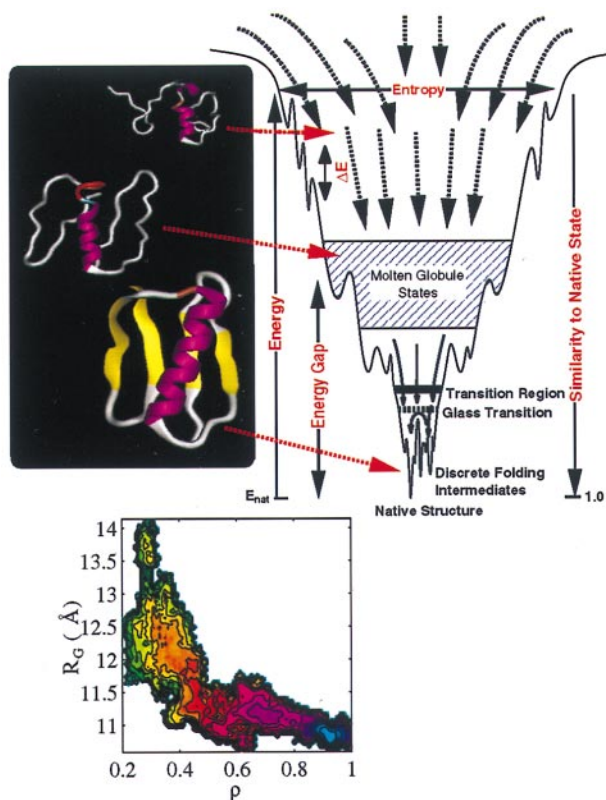 Entropy
ΔE
Molten Globule
States
Energy
Energy Gap
Similarity to Native State
Transition Region
Glass Transition
Discrete Folding
Intermediates
E nat
Native Structure
1.0
14
13.5
13
12.5
12
11.5
11
R G ( Å)
0.2 0.4 0.6 0.8 1
ρ